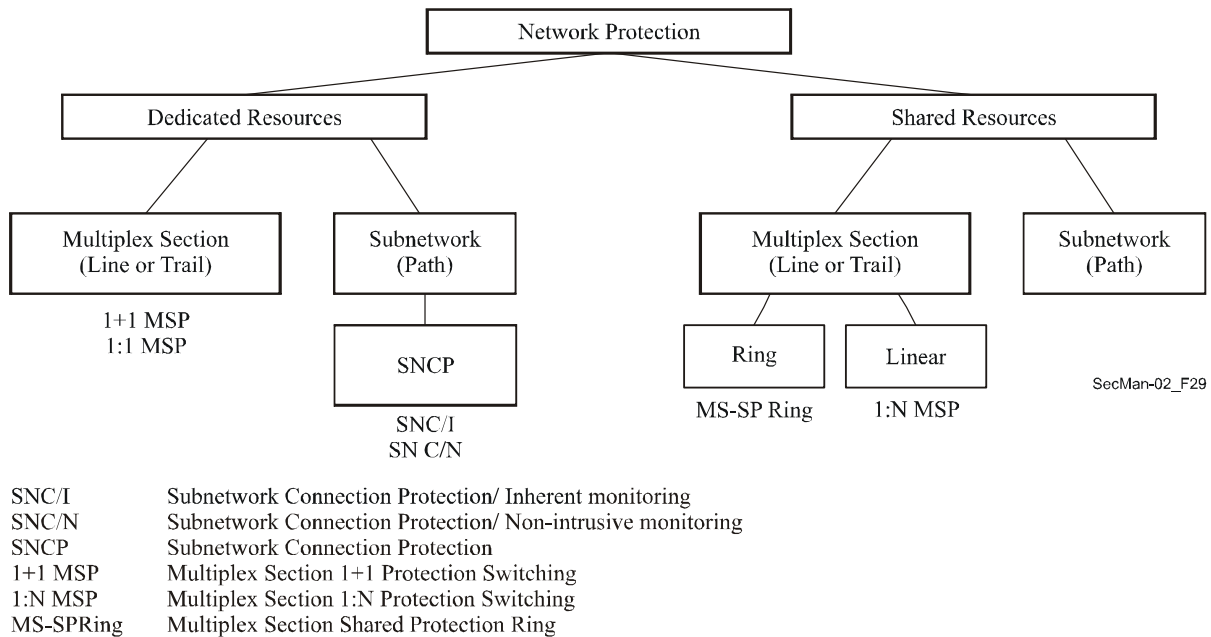 Network Protection
Dedicated Resources
Shared Resources
Multiplex Section
(Line or Trail)
Subnetwork
(Path)
Multiplex Section
(Line or Trail)
Subnetwork
(Path)
1+1 MSP
1:1 MSP
SNCP
SNC/I
SN C/N
Ring
Linear
MS-SP Ring
1:N MSP
SecMan-02_F29
SNC/I Subnetwork Connection Protection/ Inherent monitoring
SNC/N Subnetwork Connection Protection/ Non-intrusive monitoring
SNCP Subnetwork Connection Protection
1+1 MSP Multiplex Section 1+1 Protection Switching
1:N MSP Multiplex Section 1:N Protection Switching
MS-SPRing Multiplex Section Shared Protection Ring